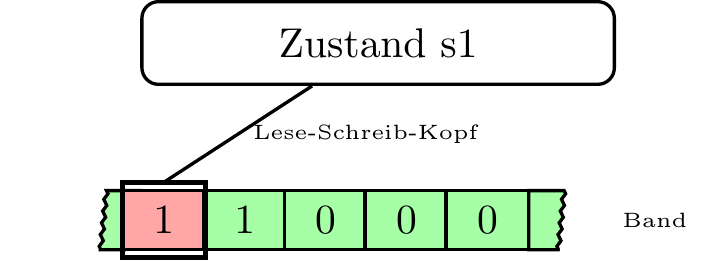 Zustand s1
Lese-Schreib-Kopf
1 1 0 0 0 Band